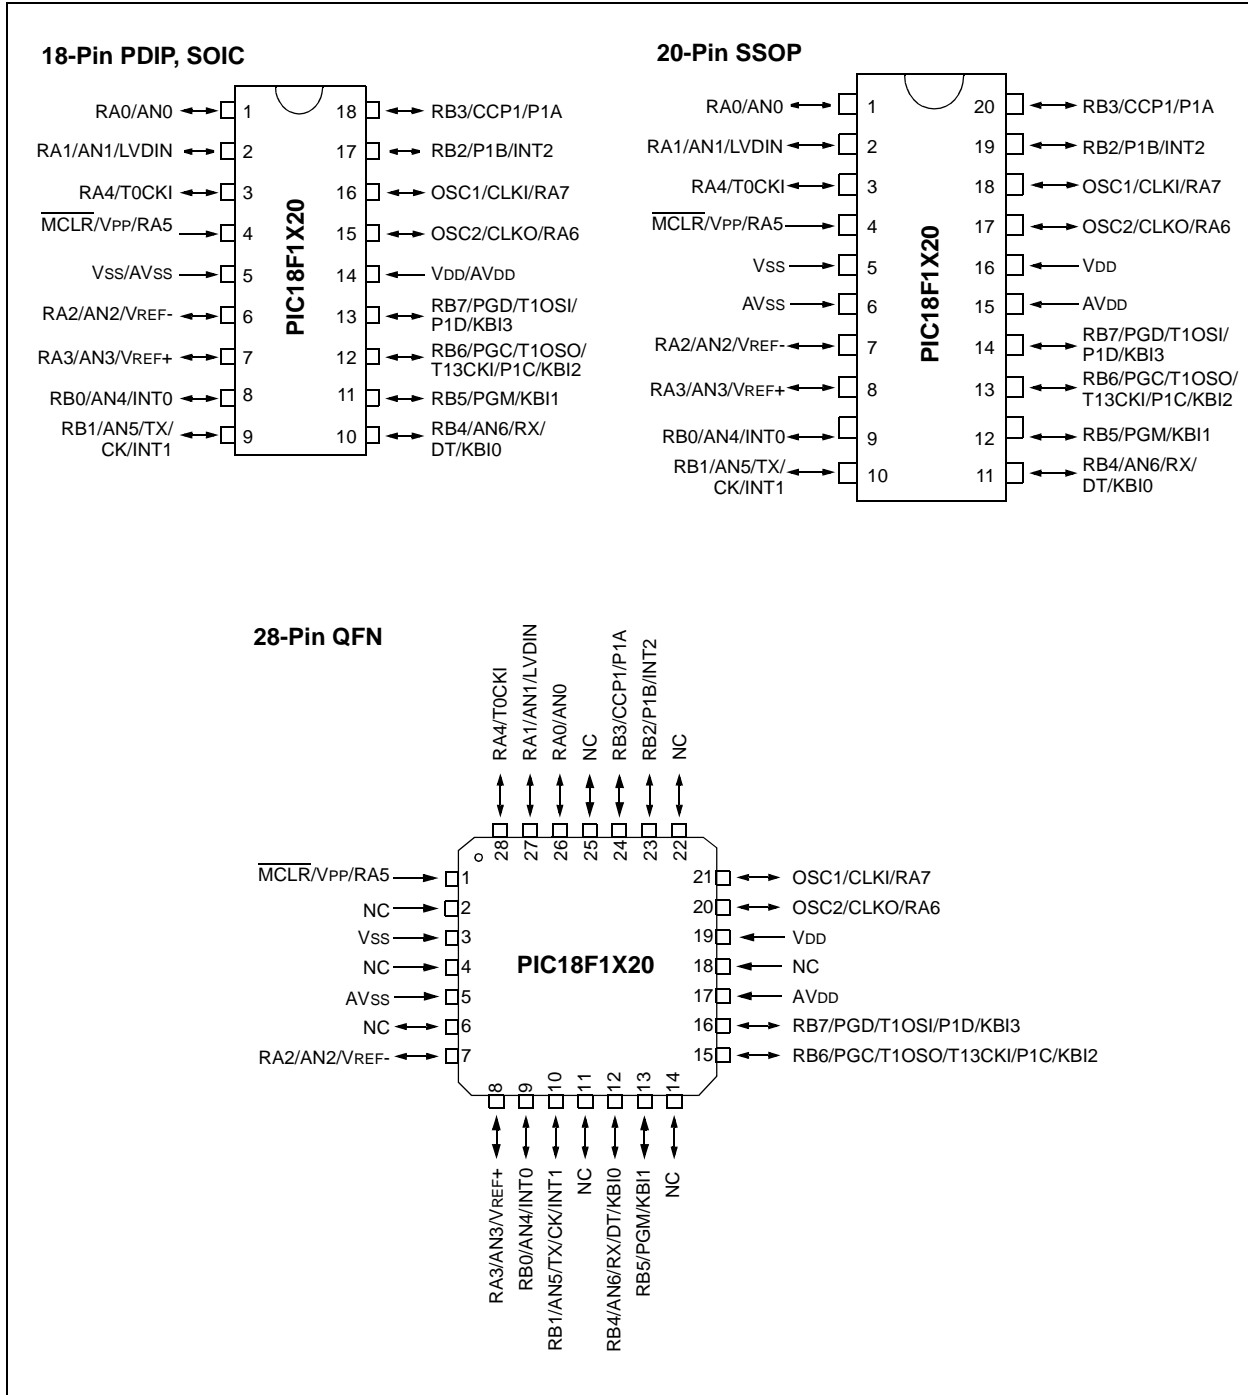 18-Pin PDIP, SOIC
RA0/AN0
1
18
RB3/CCP1/P1A
RA1/AN1/LVDIN
2
17
RB2/P1B/INT2
RA4/T0CKI
3
16
OSC1/CLKI/RA7
MCLR/VPP/RA5
4
15
OSC2/CLKO/RA6
VSS/AVSS
5
14
VDD/AVDD
RA2/AN2/VREF-
6
13
RB7/PGD/T1OSI/
P1D/KBI3
RA3/AN3/VREF+
7
12
RB6/PGC/T1OSO/
T13CKI/P1C/KBI2
RB0/AN4/INT0
8
11
RB5/PGM/KBI1
RB1/AN5/TX/
CK/INT1
9
10
RB4/AN6/RX/
DT/KBI0
PIC18F1X20
20-Pin SSOP
RA0/AN0
1
20
RB3/CCP1/P1A
RA1/AN1/LVDIN
2
19
RB2/P1B/INT2
RA4/T0CKI
3
18
OSC1/CLKI/RA7
MCLR/VPP/RA5
4
17
OSC2/CLKO/RA6
VSS
5
16
VDD
AVSS
6
15
AVDD
RA2/AN2/VREF-
7
14
RB7/PGD/T1OSI/
P1D/KBI3
RA3/AN3/VREF+
8
13
RB6/PGC/T1OSO/
T13CKI/P1C/KBI2
RB0/AN4/INT0
9
12
RB5/PGM/KBI1
RB1/AN5/TX/
CK/INT1
10
11
RB4/AN6/RX/
DT/KBI0
PIC18F1X20
28-Pin QFN
RA4/T0CKI
RA1/AN1/LVDIN
RA0/AN0
NC
RB3/CCP1/P1A
RB2/P1B/INT2
NC
28
27
26
25
24
23
22
MCLR/VPP/RA5
1
21
OSC1/CLKI/RA7
NC
2
20
OSC2/CLKO/RA6
VSS
3
19
VDD
NC
4
PIC18F1X20
18
NC
AVSS
5
17
AVDD
NC
6
16
RB7/PGD/T1OSI/P1D/KBI3
RA2/AN2/VREF-
7
15
RB6/PGC/T1OSO/T13CKI/P1C/KBI2
8
9
10
11
12
13
14
RA3/AN3/VREF+
RB0/AN4/INT0
RB1/AN5/TX/CK/INT1
NC
RB4/AN6/RX/DT/KBI0
RB5/PGM/KBI1
NC